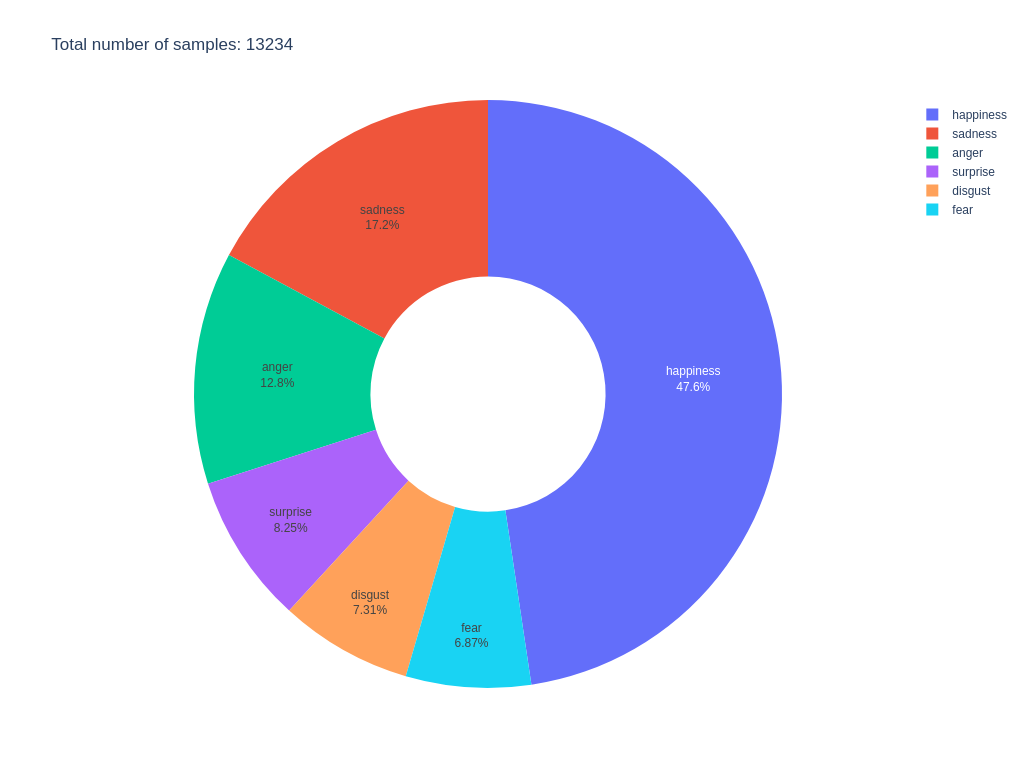 Total number of samples: 13234
happiness
sadness
anger
surprise
disgust
fear
sadness
17.2%
anger
12.8%
happiness
47.6%
surprise
8.25%
disgust
7.31%
fear
6.87%